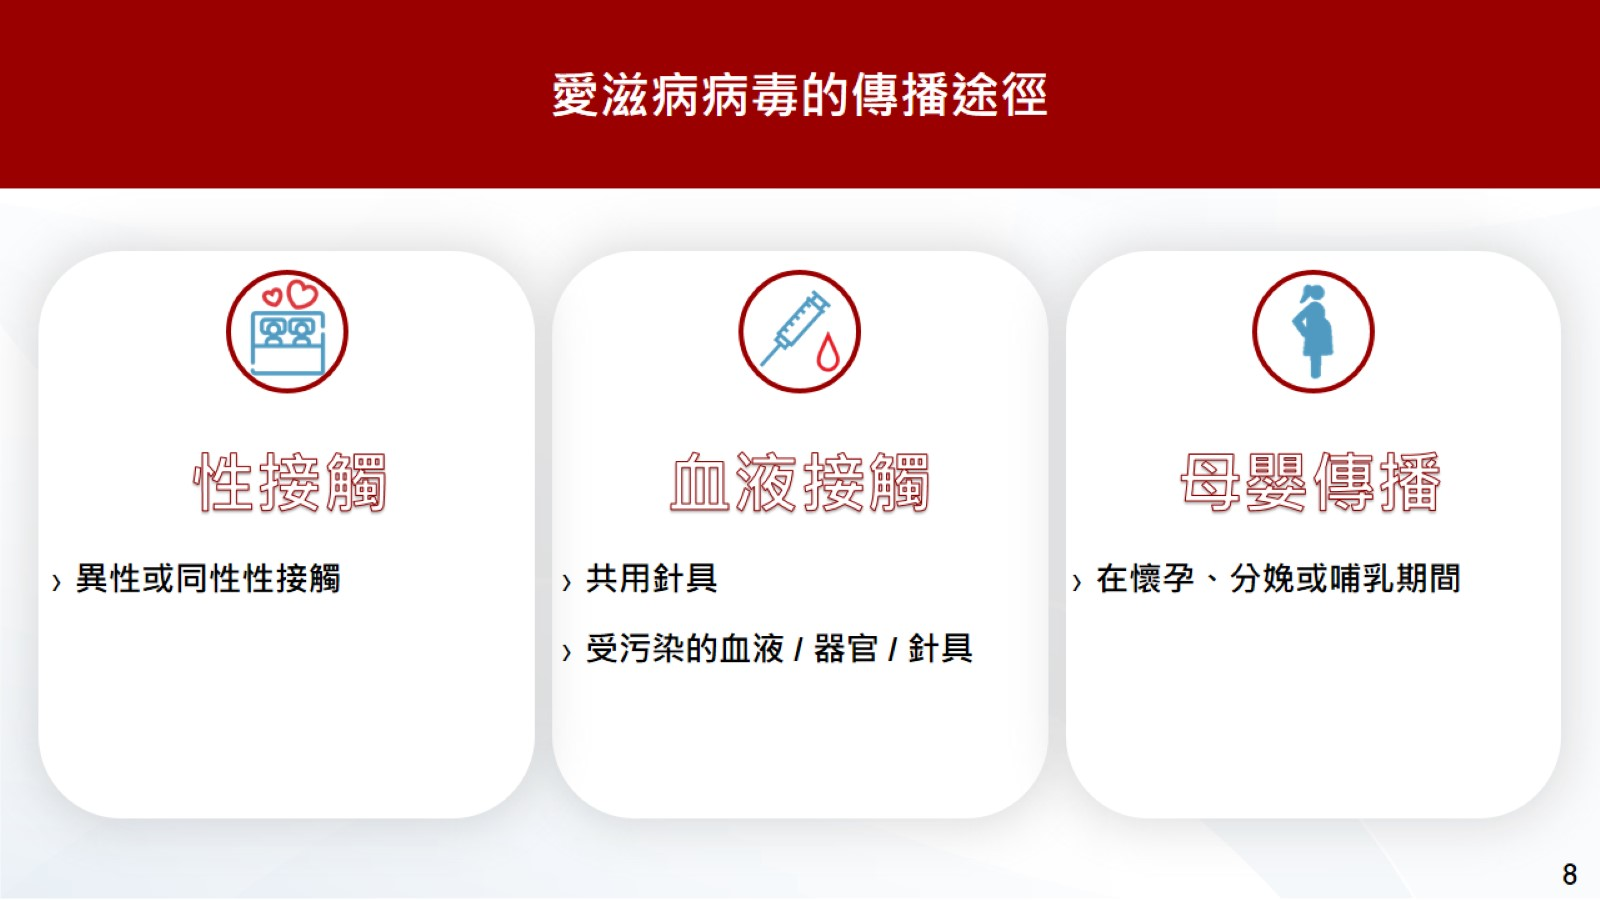 愛滋病病毒的傳播途徑
性接觸
› 異性或同性性接觸
血液接觸
› 共用針具
› 受污染的血液 / 器官 / 針具
母嬰傳播
› 在懷孕、分娩或哺乳期間
8